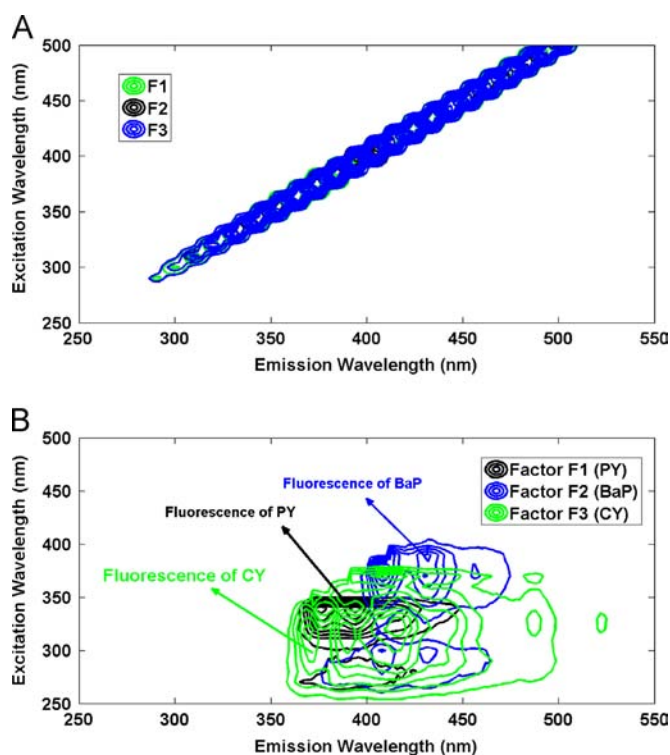 A
500
450
400
350
300
250
Excitation Wavelength (nm)
F1
F2
F3
250 300 350 400 450 500 550
Emission Wavelength (nm)
B
500
450
400
350
300
250
Excitation Wavelength (nm)
Factor F1 (PY)
Factor F2 (BaP)
Factor F3 (CY)
Fluorescence of BaP
Fluorescence of PY
Fluorescence of CY
250 300 350 400 450 500 550
Emission Wavelength (nm)